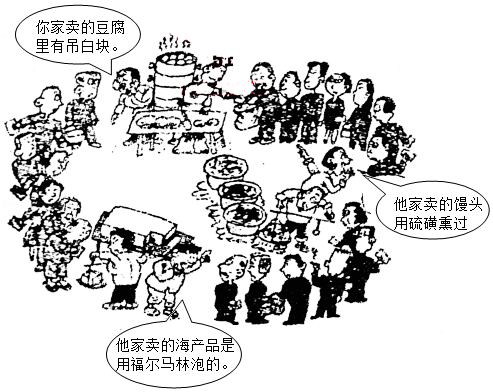 你家卖的豆腐
里有吊白块。
他家卖的馒头
用硫磺熏过
他家卖的海产品是
用福尔马林泡的。